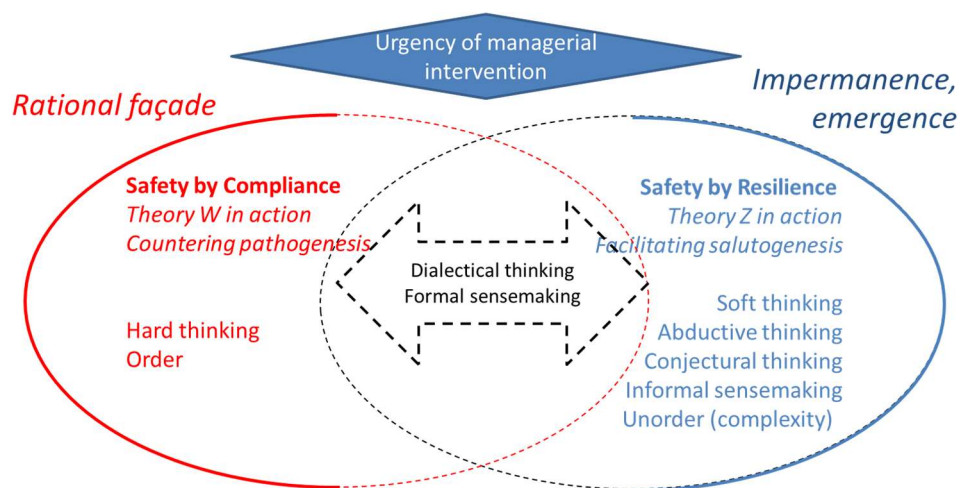 Urgency of managerial
intervention
Rational façade
Impermanence,
emergence
Safety by Compliance
Theory W in action
Countering pathogenesis
Hard thinking
Order
Dialectical thinking
Formal sensemaking
Safety by Resilience
Theory Z in action
Facilitating salutogenesis
Soft thinking
Abductive thinking
Conjectural thinking
Informal sensemaking
Unorder (complexity)